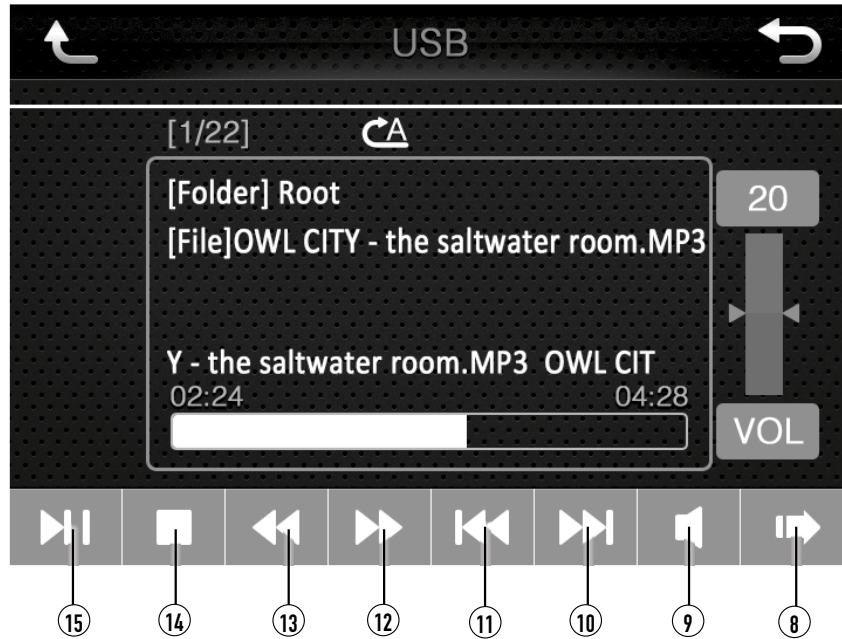 USB
[1/22] A
[Folder] Root
20
[File]OWL CITY - the saltwater room.MP3
Y - the saltwater room.MP3 OWL CIT
02:24 04:28
VOL
15 14 13 12 11 10 9 8